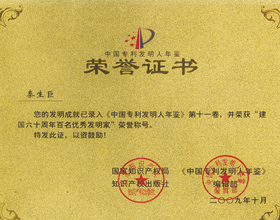 中国专利发明人年鉴
荣誉证书
秦生巨
您的发明成就已录入《中国专利发明人年鉴》第十一卷，并荣获“建
国六十周年百名优秀发明家”荣誉称号。
特发此证，以资鼓励！
国家知识产权局
知识产权出版社
《中国专利发明人年鉴》
编辑部
二〇〇九年十月